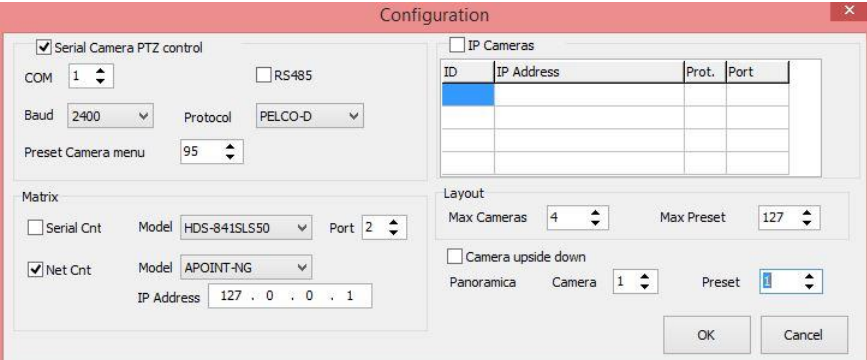 Configuration
Serial Camera PTZ control
COM 1 RS485
Baud 2400 Protocol PELCO-D
Preset Camera menu 95
IP Cameras
ID IP Address Prot. Port
Matrix
Serial Cnt Model HDS-841SLS50 Port 2
Net Cnt Model APOINT-NG
IP Address 127 . 0 . 0 . 1
Layout
Max Cameras 4 Max Preset 127
Camera upside down
Panoramica Camera 1 Preset 1
OK Cancel